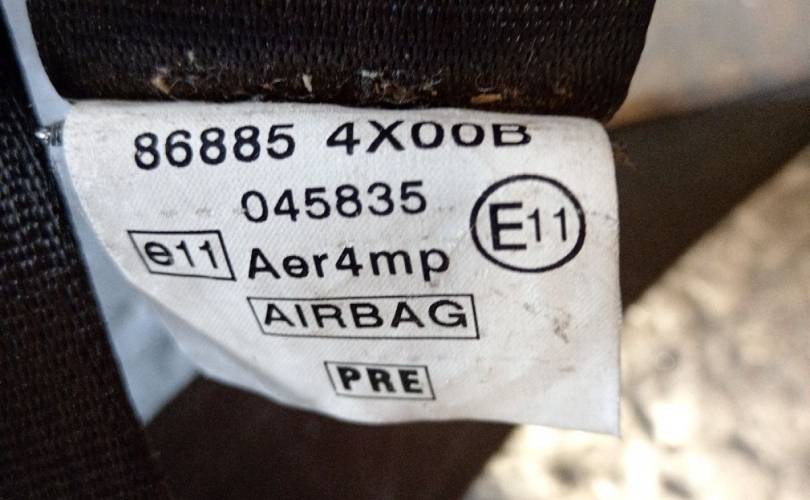 86885 4X00B
045835
e11 Aer4mp E11
AIRBAG
PRE